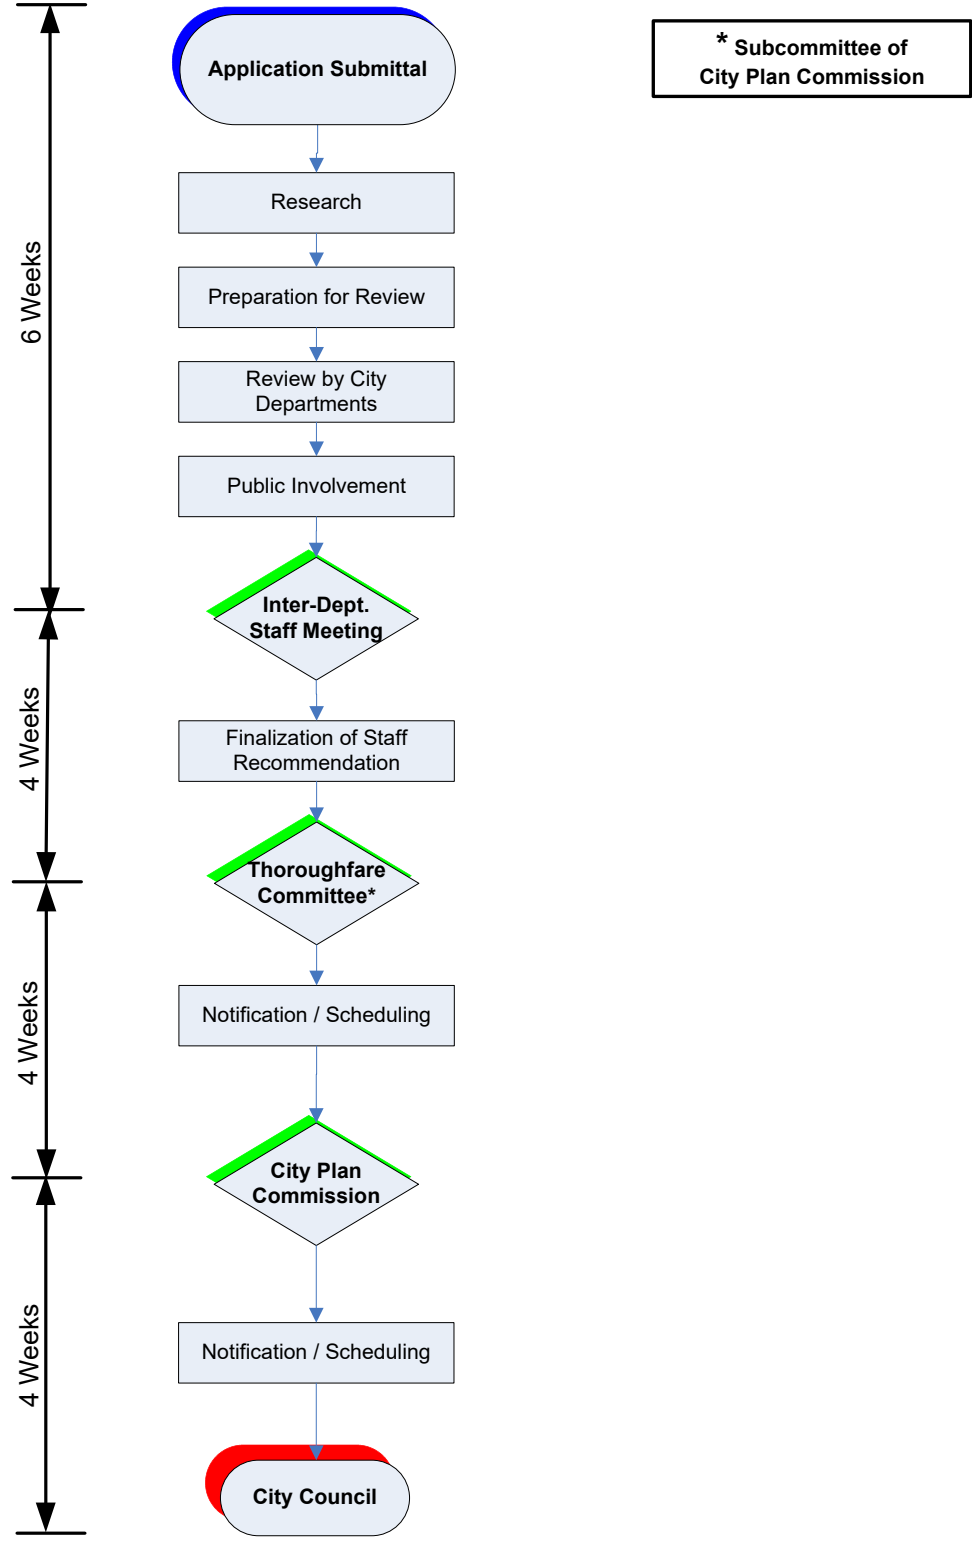 Application Submittal
* Subcommittee of
City Plan Commission
Research
6 Weeks
Preparation for Review
Review by City
Departments
Public Involvement
Inter-Dept.
Staff Meeting
4 Weeks
Finalization of Staff
Recommendation
Thoroughfare
Committee*
4 Weeks
Notification / Scheduling
City Plan
Commission
4 Weeks
Notification / Scheduling
City Council